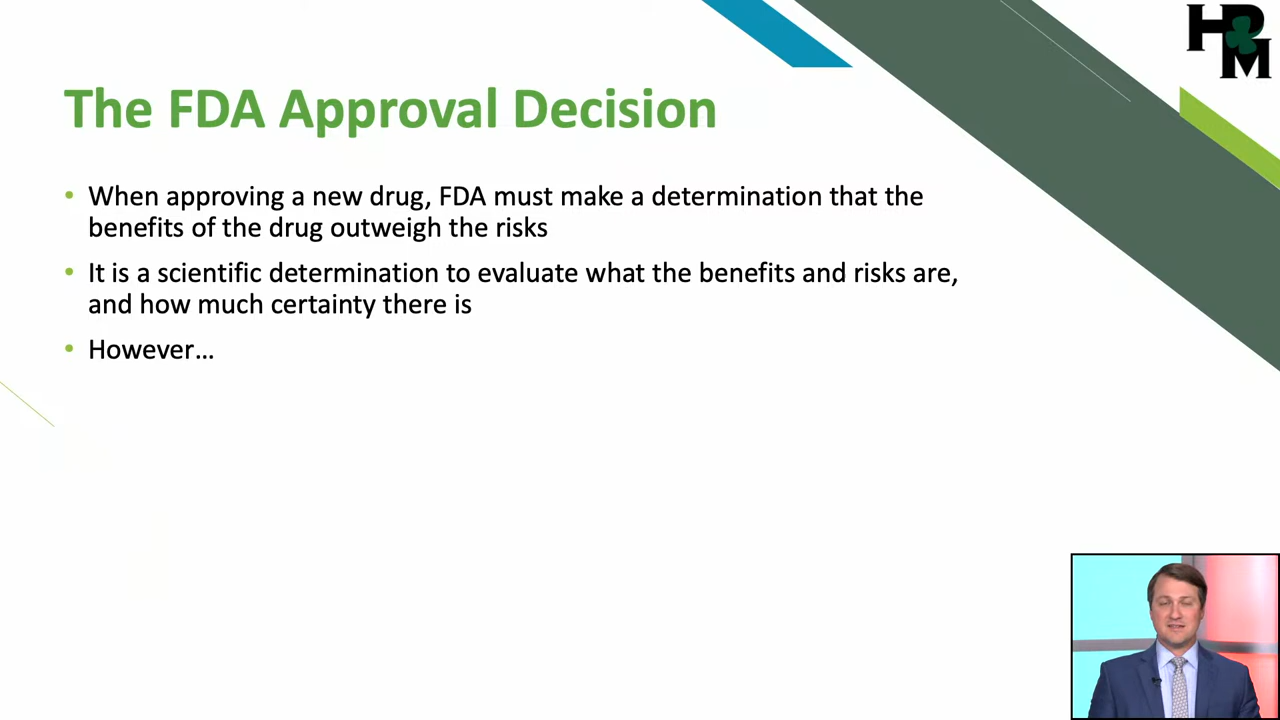 HPM
The FDA Approval Decision
• When approving a new drug, FDA must make a determination that the
benefits of the drug outweigh the risks
• It is a scientific determination to evaluate what the benefits and risks are,
and how much certainty there is
• However…